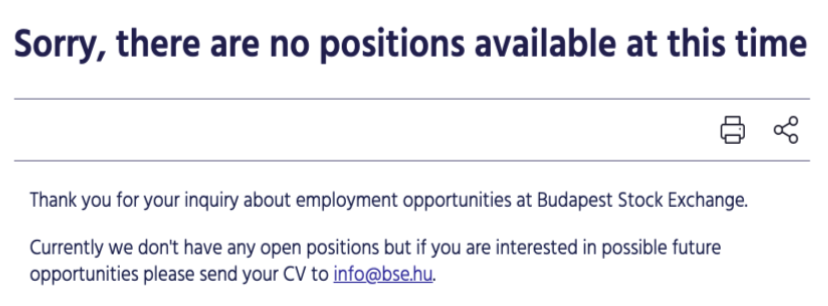 Sorry, there are no positions available at this time
Thank you for your inquiry about employment opportunities at Budapest Stock Exchange.
Currently we don't have any open positions but if you are interested in possible future
opportunities please send your CV to info@bse.hu.